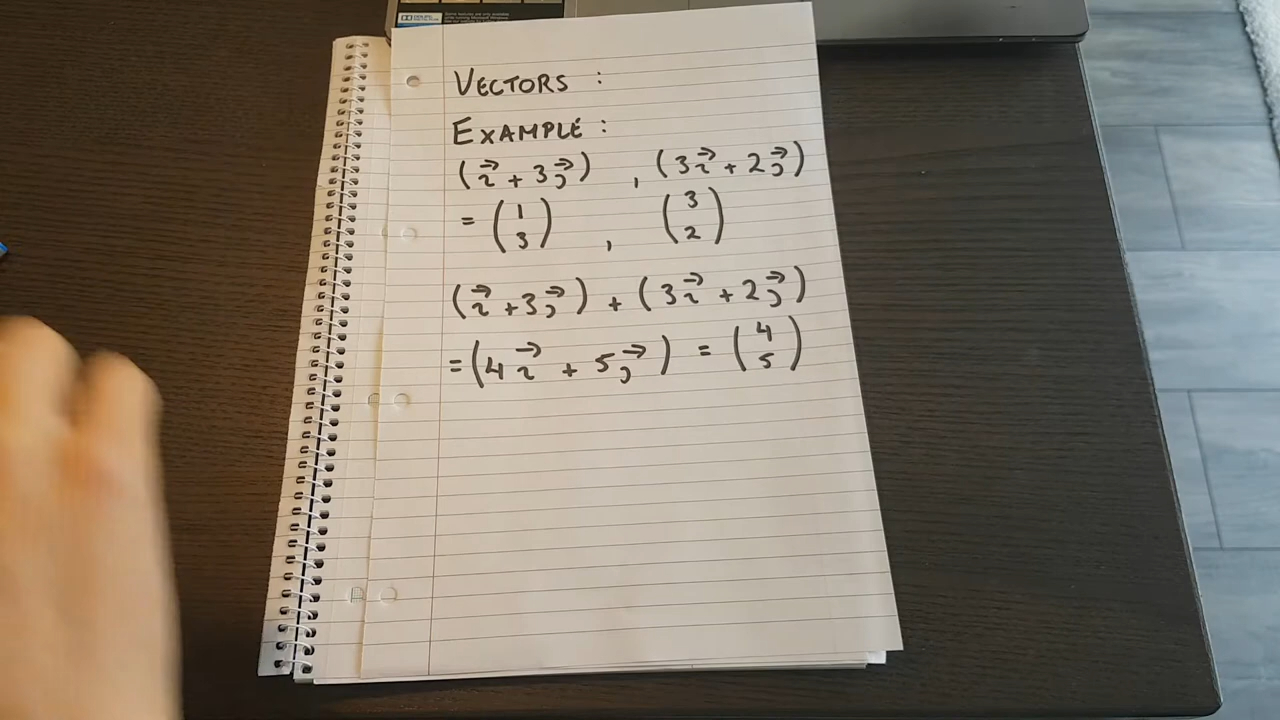 VECTORS :
EXAMPLE :
(i⃗ + 3j⃗) , (3i⃗ + 2j⃗)
= (1 3) , (3 2)
(i⃗ + 3j⃗) + (3i⃗ + 2j⃗)
= (4i⃗ + 5j⃗) = (4 5)